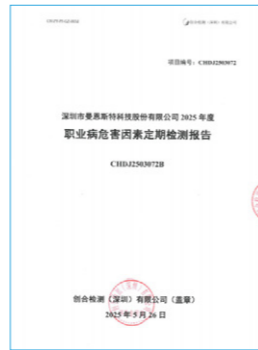 项目编号：CHDJ2503072
深圳市曼恩斯特科技股份有限公司 2025 年度
职业病危害因素定期检测报告
CHDJ2503072B
创合检测（深圳）有限公司（盖章）
2025 年 5 月 26 日